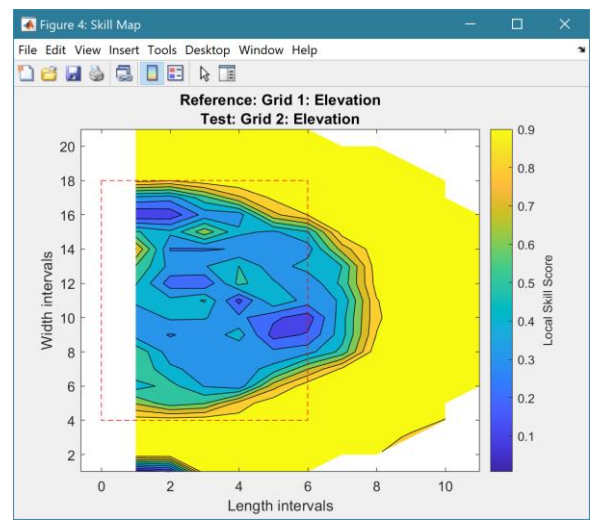 Figure 4: Skill Map
File Edit View Insert Tools Desktop Window Help
Reference: Grid 1: Elevation
Test: Grid 2: Elevation
20
18
16
14
12
10
8
6
4
2
Width intervals
0 2 4 6 8 10
Length intervals
0.9
0.8
0.7
0.6
0.5
0.4
0.3
0.2
0.1
Local Skill Score